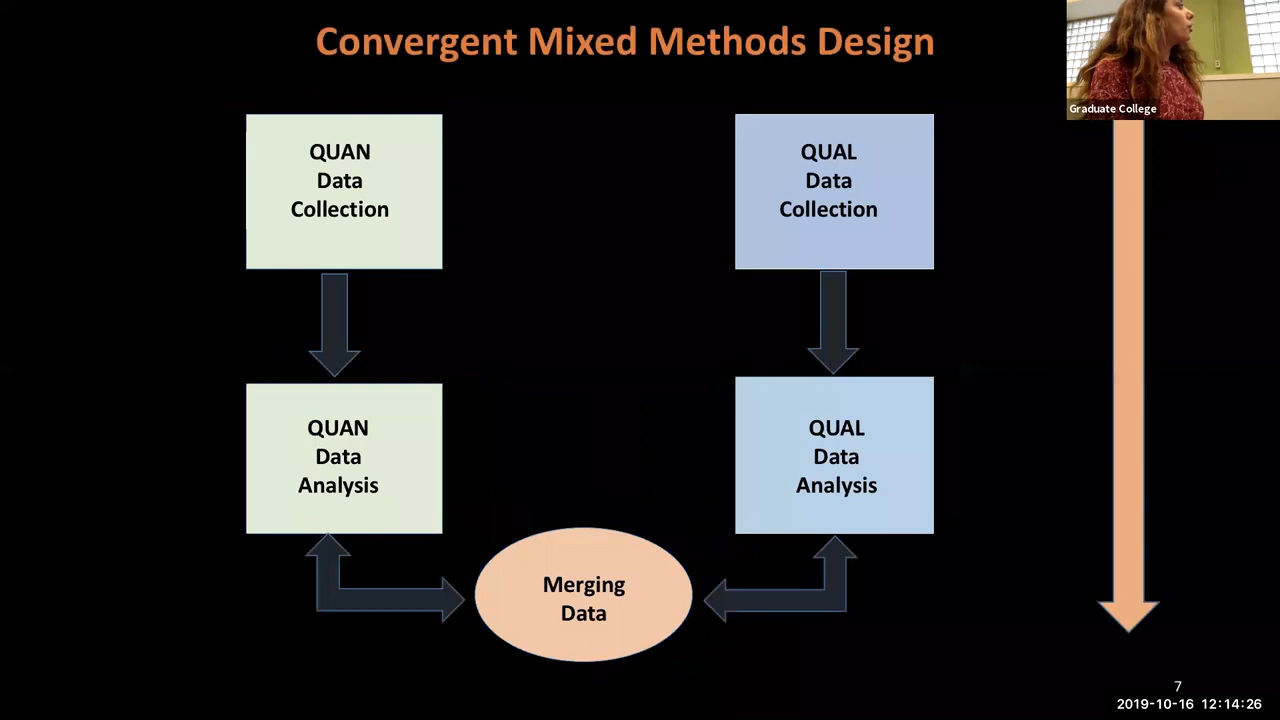 Convergent Mixed Methods Design
Graduate College
QUAN
Data
Collection
QUAL
Data
Collection
QUAN
Data
Analysis
QUAL
Data
Analysis
Merging
Data
7
2019-10-16 12:14:26